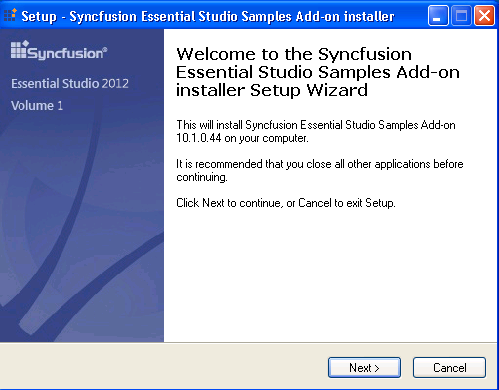 Setup - Syncfusion Essential Studio Samples Add-on installer
Syncfusion®
Essential Studio 2012
Volume 1
Welcome to the Syncfusion
Essential Studio Samples Add-on
installer Setup Wizard
This will install Syncfusion Essential Studio Samples Add-on
10.1.0.44 on your computer.
It is recommended that you close all other applications before
continuing.
Click Next to continue, or Cancel to exit Setup.
Next >
Cancel